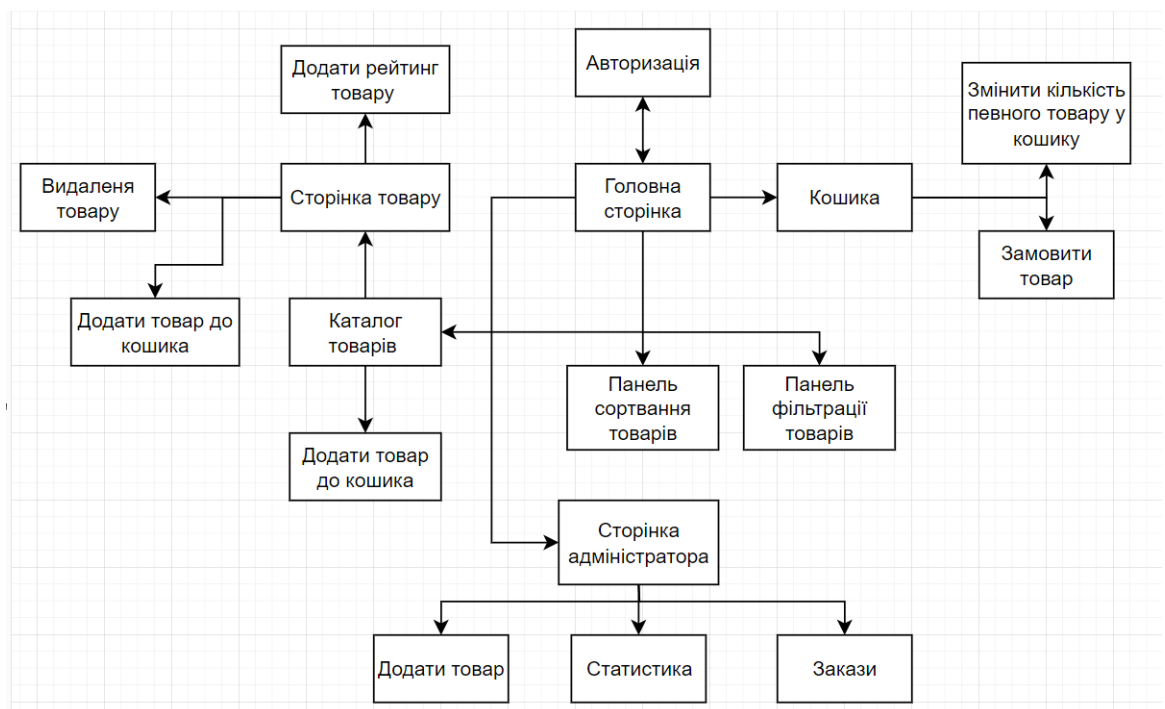 Додати рейтинг
товару
Авторизація
Змінити кількість
певного товару у
кошику
Видаленя
товару
Сторінка товару
Головна
сторінка
Кошика
Замовити
товар
Додати товар до
кошика
Каталог
товарів
Панель
сортвання
товарів
Панель
фільтрації
товарів
Додати товар
до кошика
Сторінка
адміністратора
Додати товар
Статистика
Закази